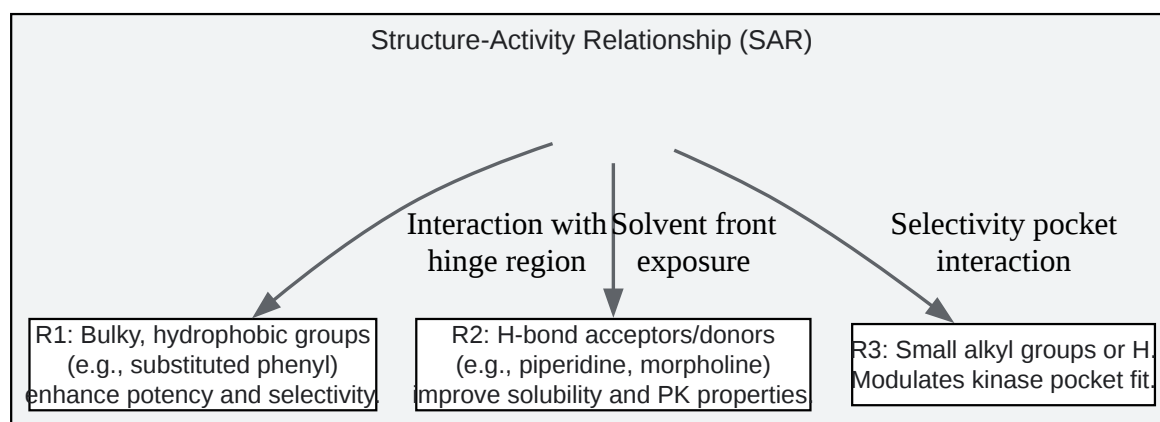 Structure-Activity Relationship (SAR)
Interaction with
hinge region
Solvent front
exposure
Selectivity pocket
interaction
R1: Bulky, hydrophobic groups
(e.g., substituted phenyl)
enhance potency and selectivity.
R2: H-bond acceptors/donors
(e.g., piperidine, morpholine)
improve solubility and PK properties.
R3: Small alkyl groups or H.
Modulates kinase pocket fit.